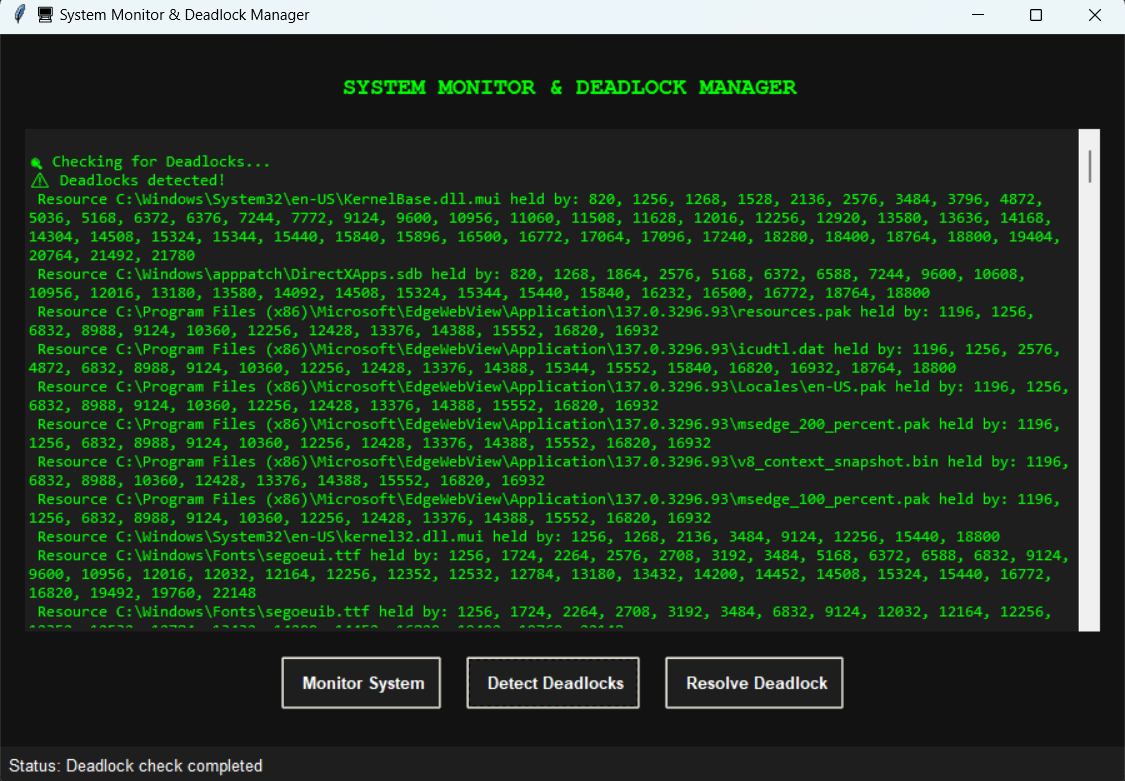 System Monitor & Deadlock Manager
SYSTEM MONITOR & DEADLOCK MANAGER
Checking for Deadlocks...
⚠ Deadlocks detected!
Resource C:\Windows\System32\en-US\KernelBase.dll.mui held by: 820, 1256, 1268, 1528, 2136, 2576, 3484, 3796, 4872,
5036, 5168, 6372, 6376, 7244, 7772, 9124, 9600, 10956, 11060, 11508, 11628, 12016, 12256, 12920, 13580, 13636, 14168,
14304, 14508, 15324, 15344, 15440, 15840, 15896, 16500, 16772, 17064, 17096, 17240, 18280, 18400, 18764, 18800, 19404,
20764, 21492, 21780
Resource C:\Windows\apppatch\DirectXApps.sdb held by: 820, 1268, 1864, 2576, 5168, 6372, 6588, 7244, 9600, 10608,
10956, 12016, 13180, 13580, 14092, 14508, 15324, 15344, 15440, 15840, 16232, 16500, 16772, 18764, 18800
Resource C:\Program Files (x86)\Microsoft\EdgeWebView\Application\137.0.3296.93\resources.pak held by: 1196, 1256,
6832, 8988, 9124, 10360, 12256, 12428, 13376, 14388, 15552, 16820, 16932
Resource C:\Program Files (x86)\Microsoft\EdgeWebView\Application\137.0.3296.93\icudtl.dat held by: 1196, 1256, 2576,
4872, 6832, 8988, 9124, 10360, 12256, 12428, 13376, 14388, 15344, 15552, 15840, 16820, 16932, 18764, 18800
Resource C:\Program Files (x86)\Microsoft\EdgeWebView\Application\137.0.3296.93\Locales\en-US.pak held by: 1196, 1256,
6832, 8988, 9124, 10360, 12256, 12428, 13376, 14388, 15552, 16820, 16932
Resource C:\Program Files (x86)\Microsoft\EdgeWebView\Application\137.0.3296.93\msedge_200_percent.pak held by: 1196,
1256, 6832, 8988, 9124, 10360, 12256, 12428, 13376, 14388, 15552, 16820, 16932
Resource C:\Program Files (x86)\Microsoft\EdgeWebView\Application\137.0.3296.93\v8_context_snapshot.bin held by: 1196,
6832, 8988, 10360, 12428, 13376, 14388, 15552, 16820, 16932
Resource C:\Program Files (x86)\Microsoft\EdgeWebView\Application\137.0.3296.93\msedge_100_percent.pak held by: 1196,
1256, 6832, 8988, 9124, 10360, 12256, 12428, 13376, 14388, 15552, 16820, 16932
Resource C:\Windows\System32\en-US\kernel32.dll.mui held by: 1256, 1268, 2136, 3484, 9124, 12256, 15440, 18800
Resource C:\Windows\Fonts\segoeui.ttf held by: 1256, 1724, 2264, 2576, 2708, 3192, 3484, 5168, 6372, 6588, 6832, 9124,
9600, 10956, 12016, 12032, 12164, 12256, 12352, 12532, 12784, 13180, 13432, 14200, 14452, 14508, 15324, 15440, 16772,
16820, 19492, 19760, 22148
Resource C:\Windows\Fonts\segoeuib.ttf held by: 1256, 1724, 2264, 2708, 3192, 3484, 6832, 9124, 12032, 12164, 12256,
Monitor System
Detect Deadlocks
Resolve Deadlock
Status: Deadlock check completed